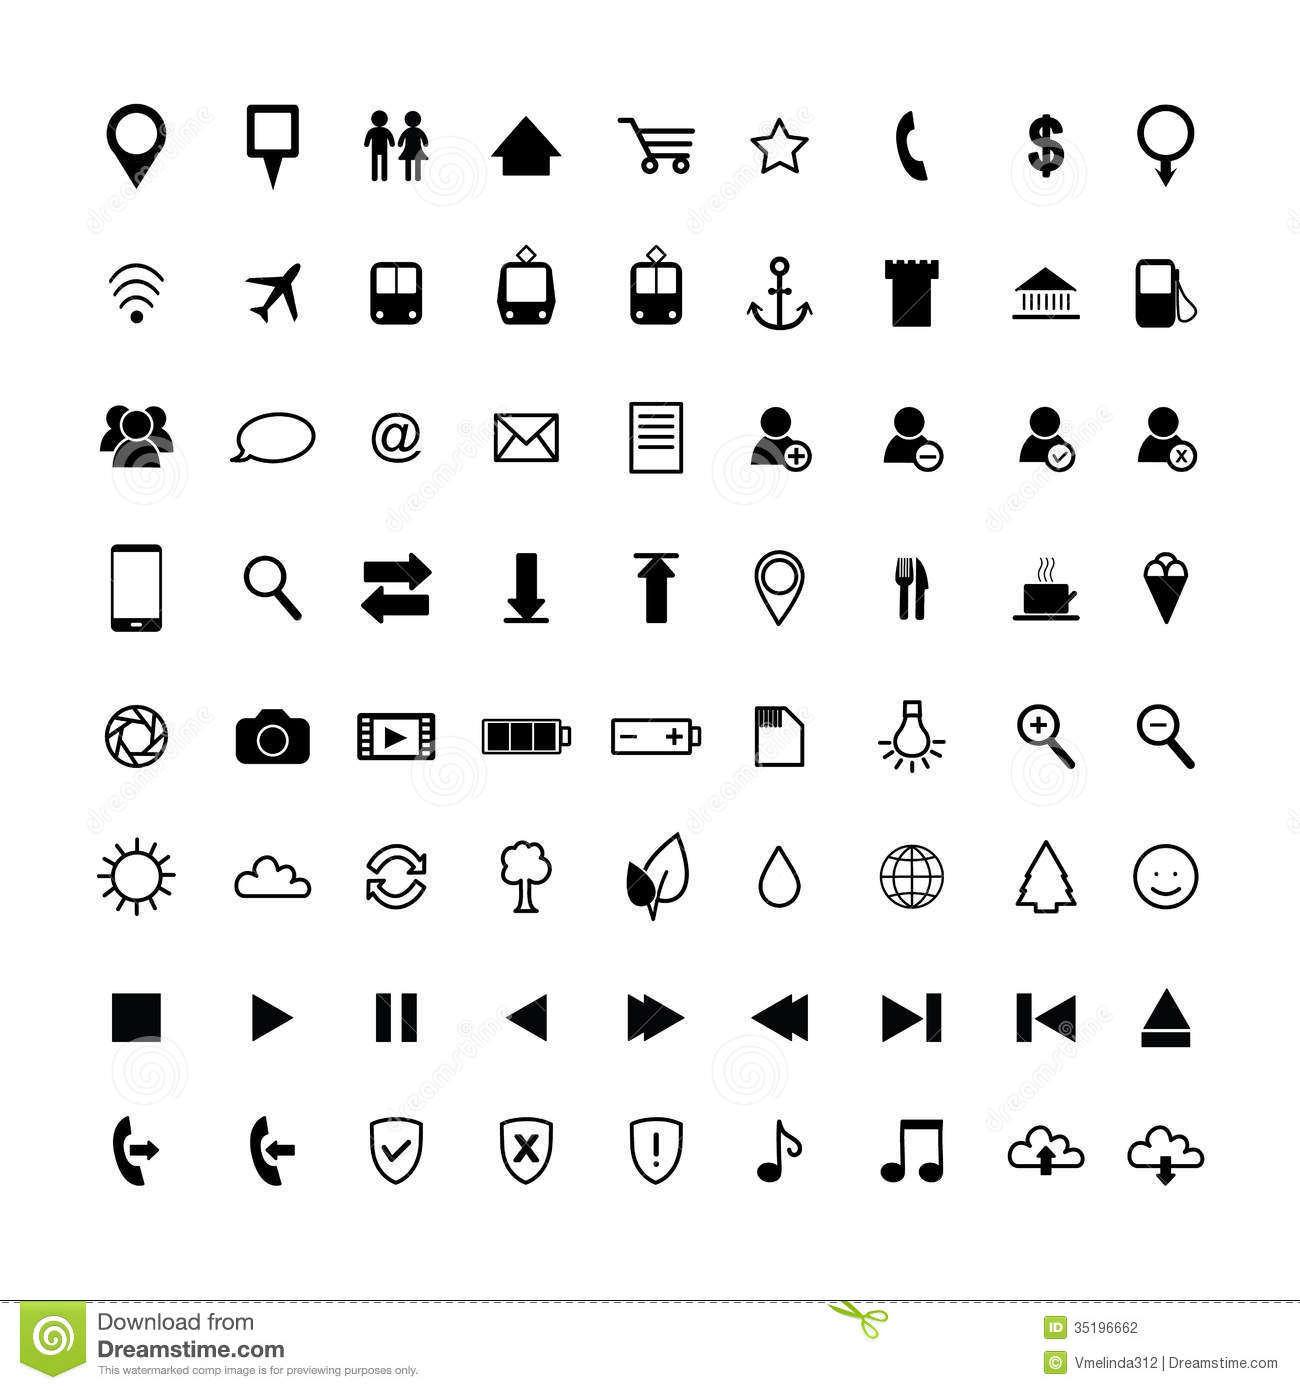 $
@
Download from
Dreamstime.com
This watermarked comp image is for previewing purposes only.
ID 35196662
© Vmelinda312 | Dreamstime.com